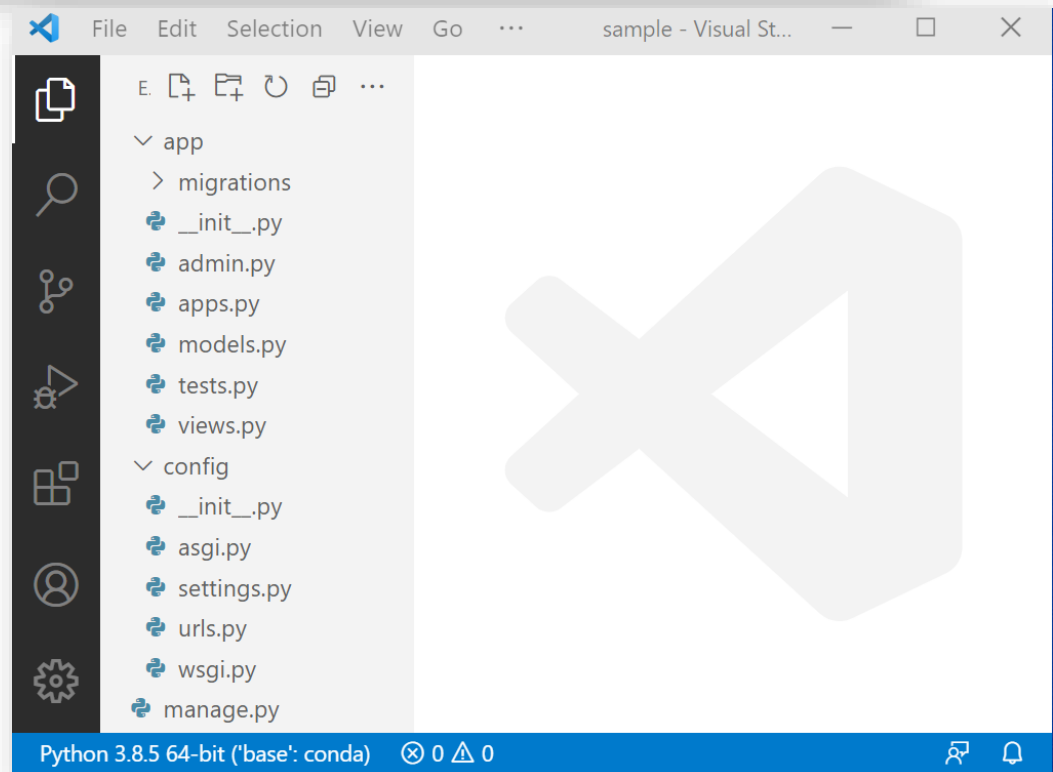 File Edit Selection View Go ··· sample - Visual St...
E. ···
app
migrations
__init__.py
admin.py
apps.py
models.py
tests.py
views.py
config
__init__.py
asgi.py
settings.py
urls.py
wsgi.py
manage.py
Python 3.8.5 64-bit ('base': conda) 0 0